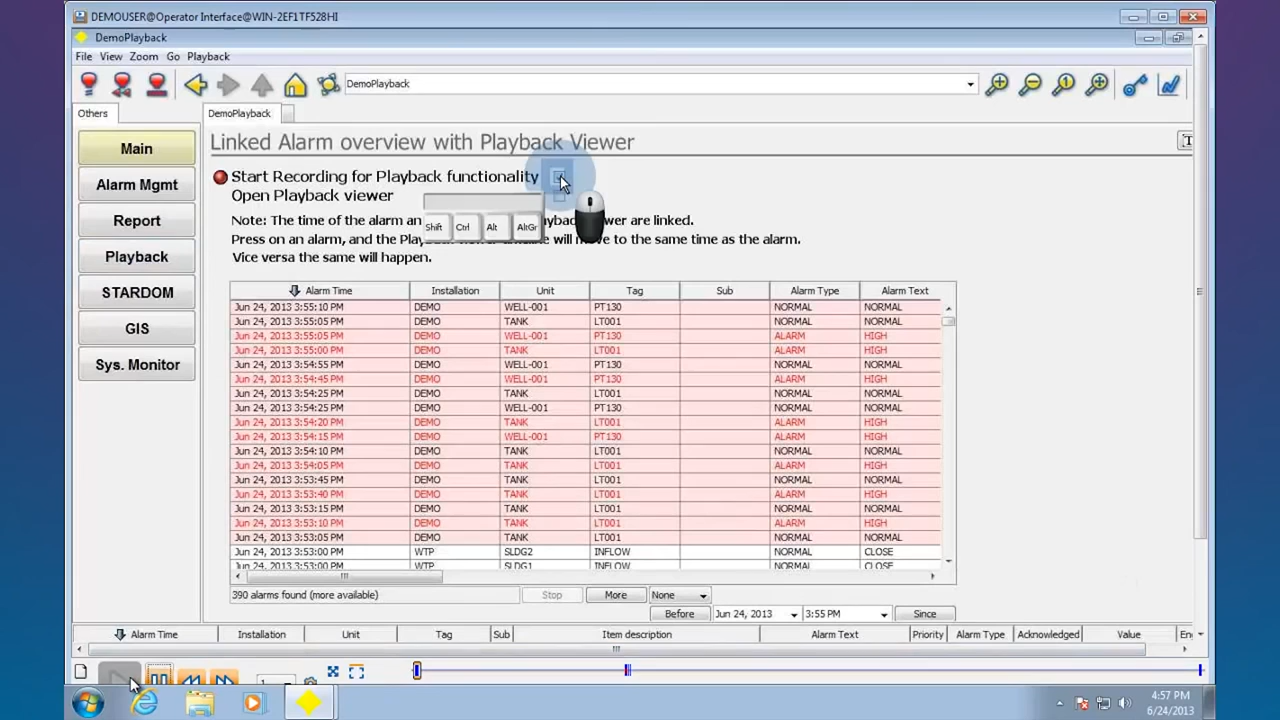 DEMOUSER@Operator Interface@WIN-2EF1TF528HI
DemoPlayback
File View Zoom Go Playback
DemoPlayback
Others
DemoPlayback
Main
Alarm Mgmt
Report
Playback
STARDOM
GIS
Sys. Monitor
Linked Alarm overview with Playback Viewer
T
Start Recording for Playback functionality
Open Playback viewer
Shift Ctrl Alt AltGr
Note: The time of the alarm an yback viewer are linked.
Press on an alarm, and the Play will move to the same time as the alarm.
Vice versa the same will happen.
Alarm Time Installation Unit Tag Sub Alarm Type Alarm Text
Jun 24, 2013 3:55:10 PM DEMO WELL-001 PT130 NORMAL NORMAL
Jun 24, 2013 3:55:05 PM DEMO TANK LT001 NORMAL NORMAL
Jun 24, 2013 3:55:05 PM DEMO WELL-001 PT130 ALARM HIGH
Jun 24, 2013 3:55:00 PM DEMO TANK LT001 ALARM HIGH
Jun 24, 2013 3:54:55 PM DEMO WELL-001 PT130 NORMAL NORMAL
Jun 24, 2013 3:54:45 PM DEMO WELL-001 PT130 ALARM HIGH
Jun 24, 2013 3:54:25 PM DEMO TANK LT001 NORMAL NORMAL
Jun 24, 2013 3:54:25 PM DEMO WELL-001 PT130 NORMAL NORMAL
Jun 24, 2013 3:54:20 PM DEMO TANK LT001 ALARM HIGH
Jun 24, 2013 3:54:15 PM DEMO WELL-001 PT130 ALARM HIGH
Jun 24, 2013 3:54:10 PM DEMO TANK LT001 NORMAL NORMAL
Jun 24, 2013 3:54:05 PM DEMO TANK LT001 ALARM HIGH
Jun 24, 2013 3:53:45 PM DEMO TANK LT001 NORMAL NORMAL
Jun 24, 2013 3:53:40 PM DEMO TANK LT001 ALARM HIGH
Jun 24, 2013 3:53:15 PM DEMO TANK LT001 NORMAL NORMAL
Jun 24, 2013 3:53:10 PM DEMO TANK LT001 ALARM HIGH
Jun 24, 2013 3:53:05 PM DEMO TANK LT001 NORMAL NORMAL
Jun 24, 2013 3:53:00 PM WTP SLDG2 INFLOW NORMAL CLOSE
Jun 24, 2013 3:53:00 PM WTP SLDG1 INFLOW NORMAL CLOSE
390 alarms found (more available) Stop More None
Before Jun 24, 2013 3:55 PM Since
Alarm Time Installation Unit Tag Sub Item description Alarm Text Priority Alarm Type Acknowledged Value En
1
4:57 PM
6/24/2013